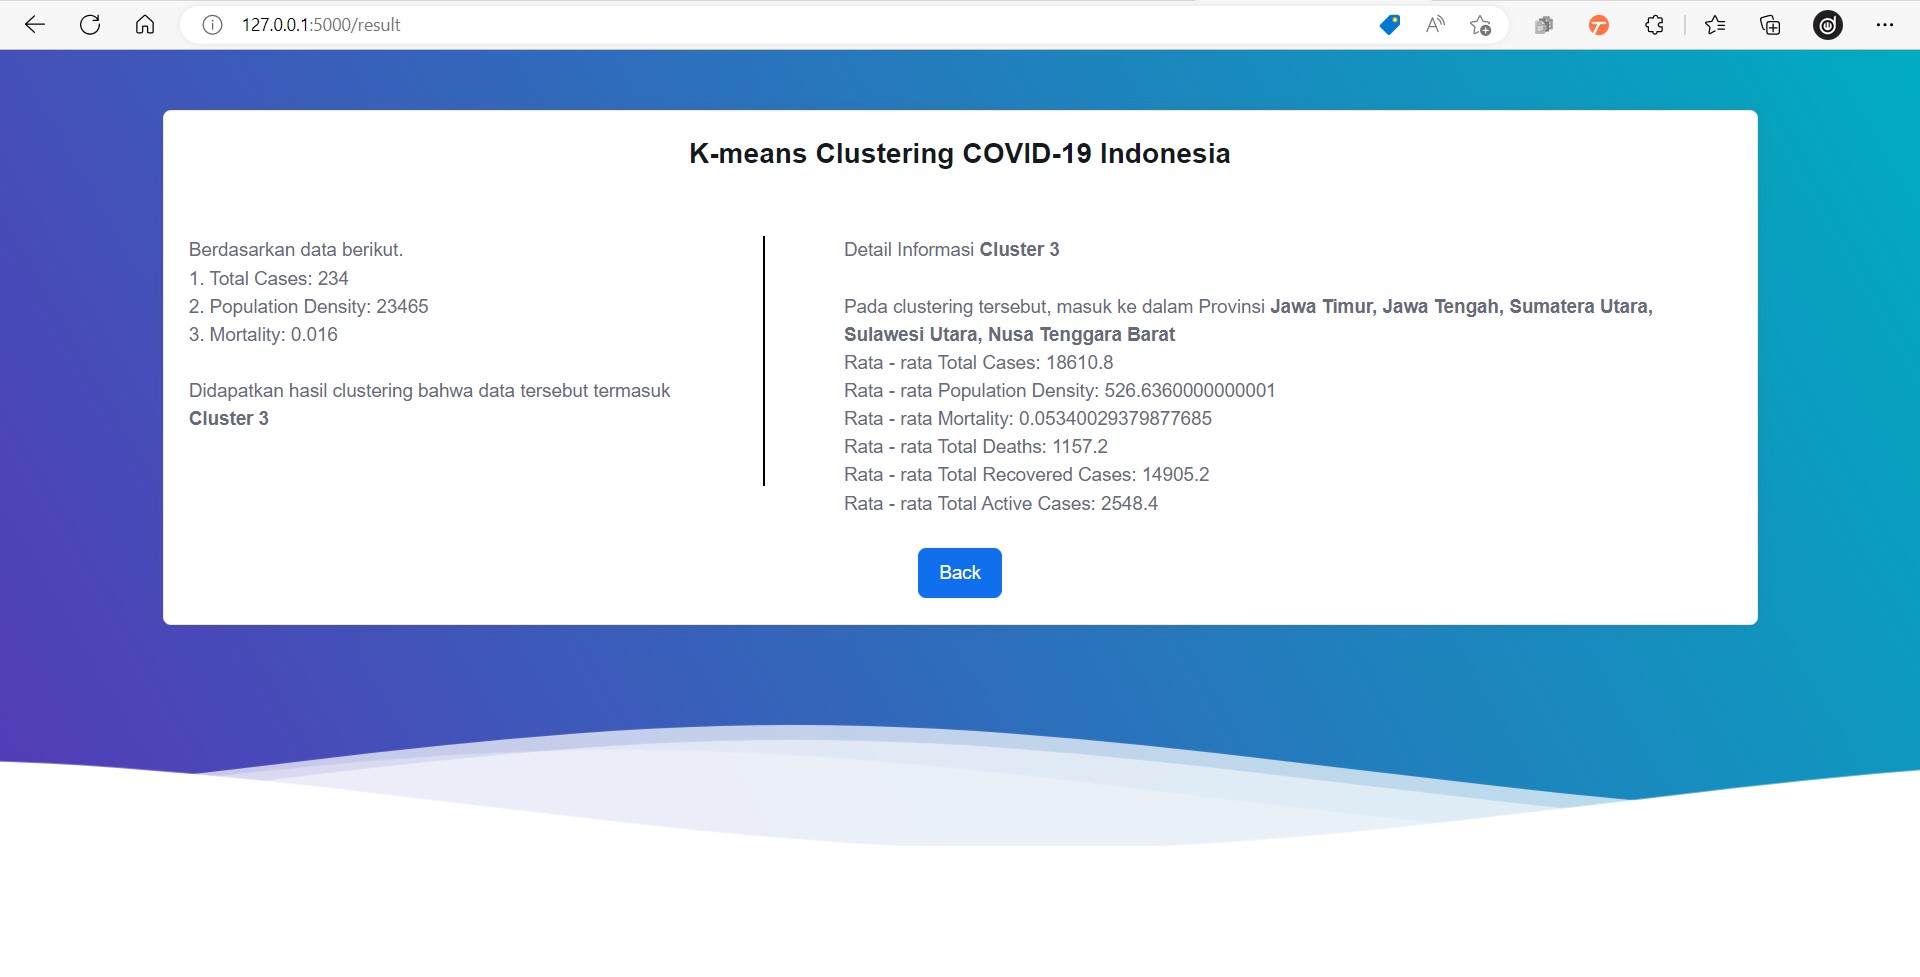 127.0.0.1:5000/result
K-means Clustering COVID-19 Indonesia
Berdasarkan data berikut.
1. Total Cases: 234
2. Population Density: 23465
3. Mortality: 0.016
Didapatkan hasil clustering bahwa data tersebut termasuk
Cluster 3
Detail Informasi Cluster 3
Pada clustering tersebut, masuk ke dalam Provinsi Jawa Timur, Jawa Tengah, Sumatera Utara,
Sulawesi Utara, Nusa Tenggara Barat
Rata - rata Total Cases: 18610.8
Rata - rata Population Density: 526.6360000000001
Rata - rata Mortality: 0.05340029379877685
Rata - rata Total Deaths: 1157.2
Rata - rata Total Recovered Cases: 14905.2
Rata - rata Total Active Cases: 2548.4
Back